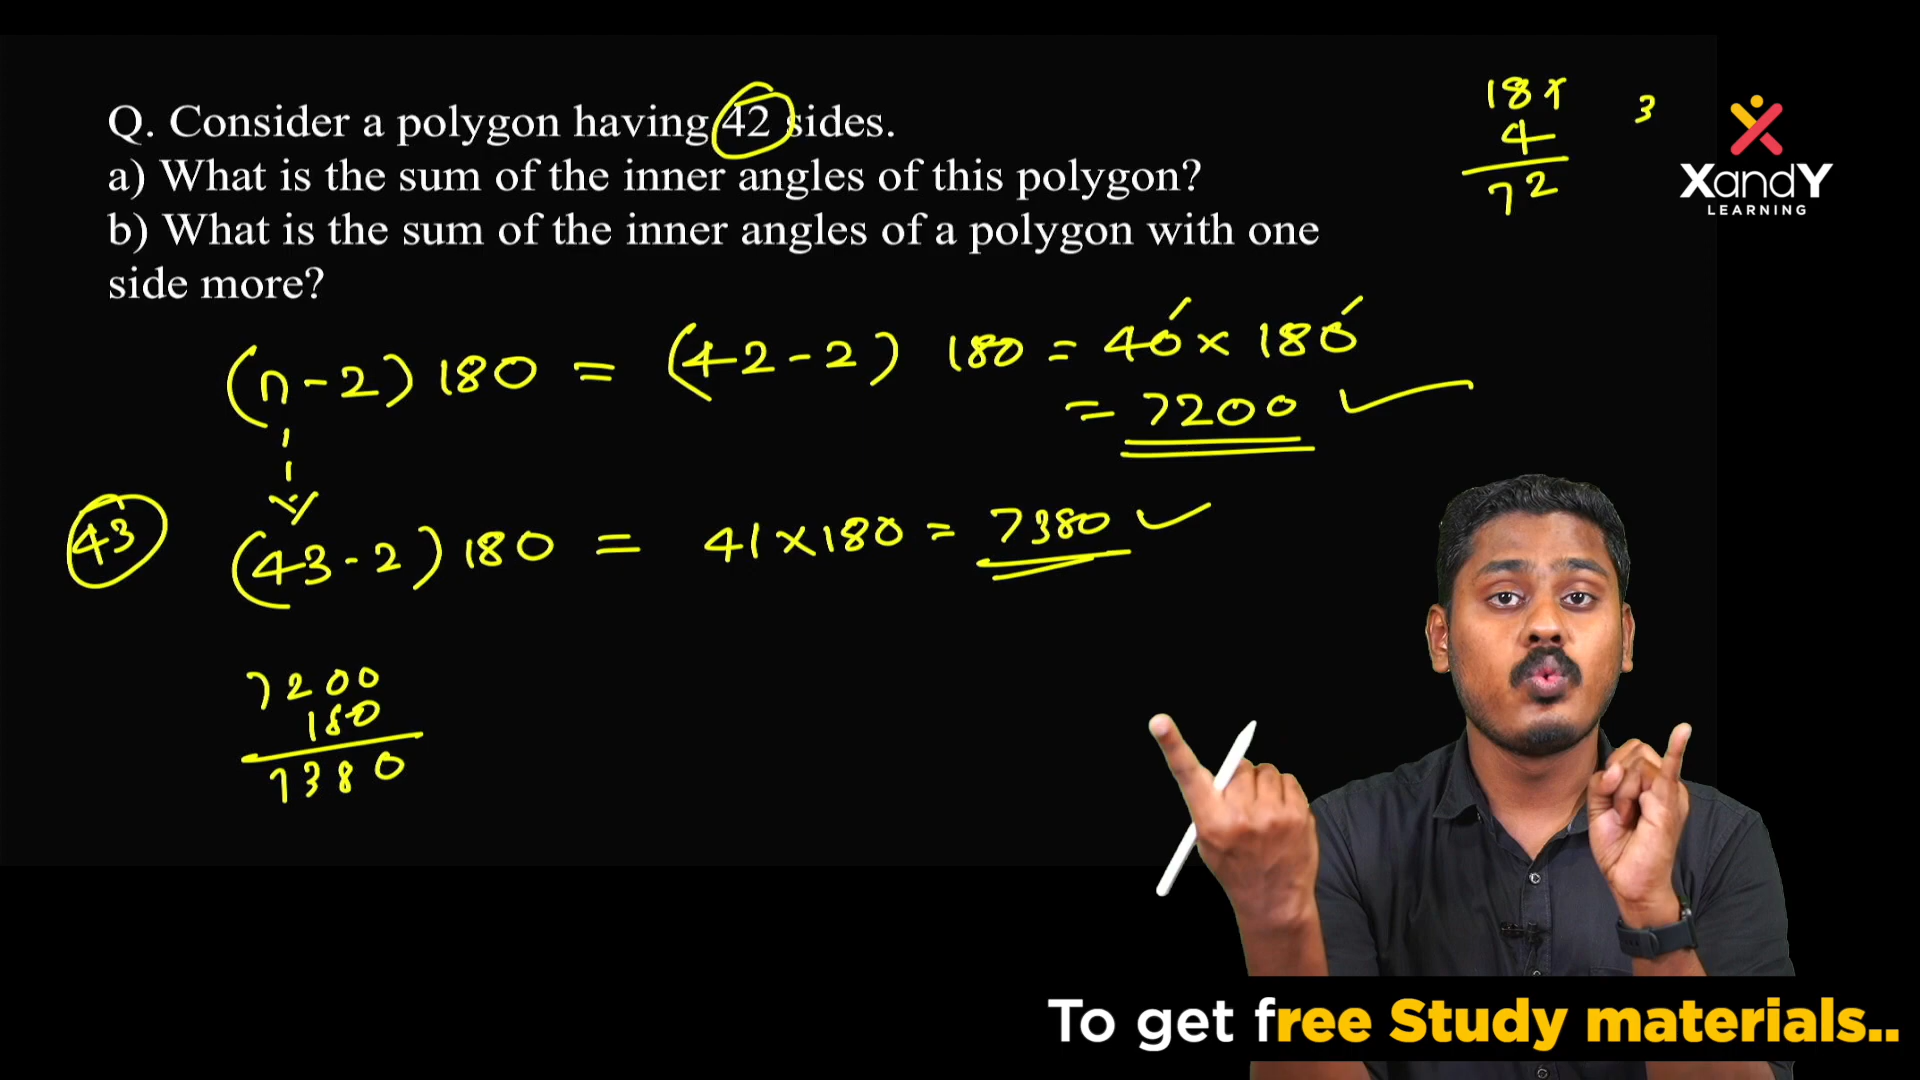 Q. Consider a polygon having 42 sides.
a) What is the sum of the inner angles of this polygon?
b) What is the sum of the inner angles of a polygon with one
side more?
18 ×
4
72
3
XandY
LEARNING
(n-2) 180 = (42-2) 180 = 40 × 180
= 7200 ✓
43
(43-2) 180 = 41 × 180 = 7380 ✓
7200
180
7380
To get free Study materials..